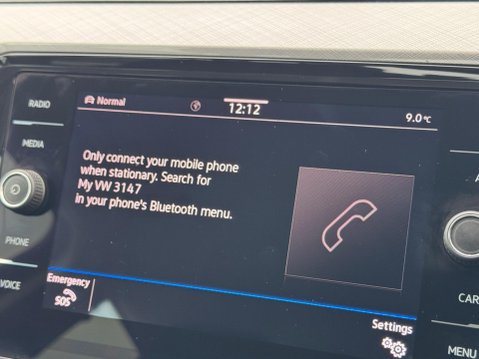 RADIO
MEDIA
PHONE
VOICE
Normal
12:12
9.0 °C
Only connect your mobile phone
when stationary. Search for
My VW 3147
in your phone's Bluetooth menu.
Emergency
SOS
Settings
MENU